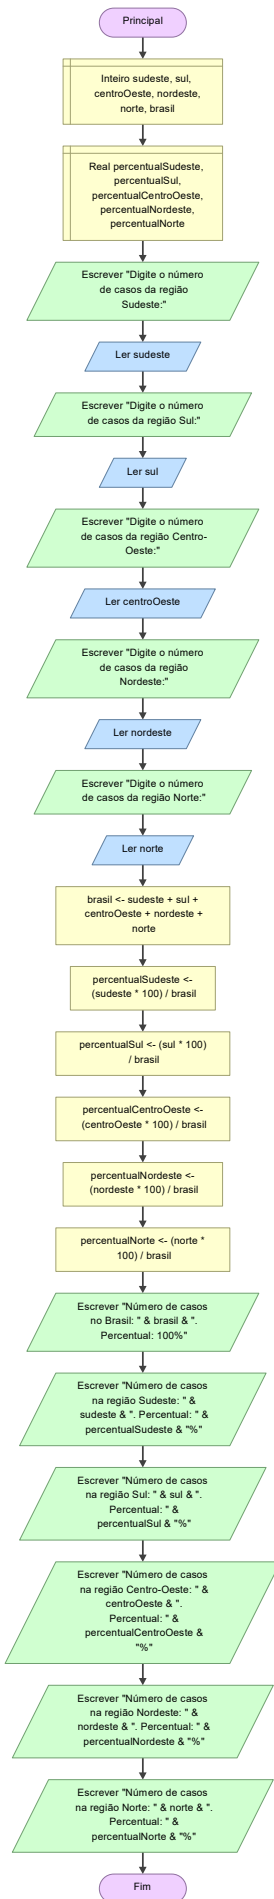 Principal
Inteiro sudeste, sul,
centroOeste, nordeste,
norte, brasil
Real percentualSudeste,
percentualSul,
percentualCentroOeste,
percentualNordeste,
percentualNorte
Escrever "Digite o número
de casos da região
Sudeste:"
Ler sudeste
Escrever "Digite o número
de casos da região Sul:"
Ler sul
Escrever "Digite o número
de casos da região Centro-
Oeste:"
Ler centroOeste
Escrever "Digite o número
de casos da região
Nordeste:"
Ler nordeste
Escrever "Digite o número
de casos da região Norte:"
Ler norte
brasil <- sudeste + sul +
centroOeste + nordeste +
norte
percentualSudeste <-
(sudeste * 100) / brasil
percentualSul <- (sul * 100)
/ brasil
percentualCentroOeste <-
(centroOeste * 100) / brasil
percentualNordeste <-
(nordeste * 100) / brasil
percentualNorte <- (norte *
100) / brasil
Escrever "Número de casos
no Brasil: " & brasil & ".
Percentual: 100%"
Escrever "Número de casos
na região Sudeste: " &
sudeste & ". Percentual: " &
percentualSudeste & "%"
Escrever "Número de casos
na região Sul: " & sul & ".
Percentual: " &
percentualSul & "%"
Escrever "Número de casos
na região Centro-Oeste: " &
centroOeste & ".
Percentual: " &
percentualCentroOeste &
"%"
Escrever "Número de casos
na região Nordeste: " &
nordeste & ". Percentual: " &
percentualNordeste & "%"
Escrever "Número de casos
na região Norte: " & norte & ".
Percentual: " &
percentualNorte & "%"
Fim